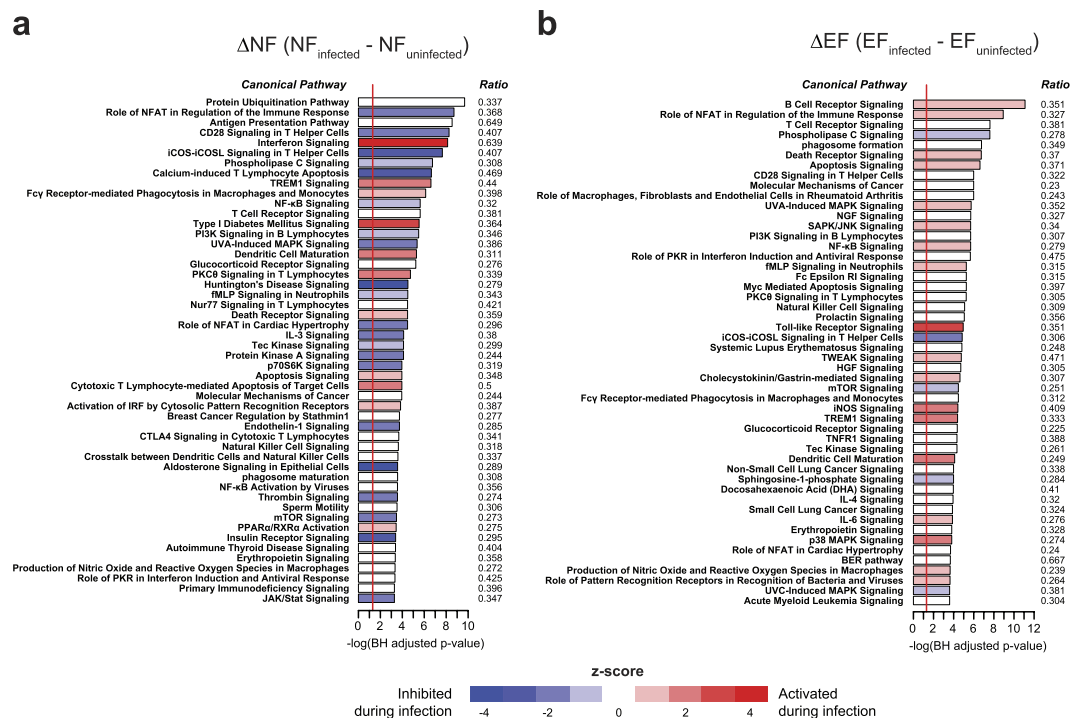 a
ΔNF (NFinfected - NFuninfected)
Canonical Pathway Ratio
Protein Ubiquitination Pathway 0.337
Role of NFAT in Regulation of the Immune Response 0.368
Antigen Presentation Pathway 0.649
CD28 Signaling in T Helper Cells 0.407
Interferon Signaling 0.639
iCOS-iCOSL Signaling in T Helper Cells 0.407
Phospholipase C Signaling 0.308
Calcium-induced T Lymphocyte Apoptosis 0.469
TREM1 Signaling 0.44
Fcγ Receptor-mediated Phagocytosis in Macrophages and Monocytes 0.398
NF-κB Signaling 0.32
T Cell Receptor Signaling 0.381
Type I Diabetes Mellitus Signaling 0.364
PI3K Signaling in B Lymphocytes 0.346
UVA-Induced MAPK Signaling 0.386
Dendritic Cell Maturation 0.311
Glucocorticoid Receptor Signaling 0.276
PKCθ Signaling in T Lymphocytes 0.339
Huntington's Disease Signaling 0.279
fMLP Signaling in Neutrophils 0.343
Nur77 Signaling in T Lymphocytes 0.421
Death Receptor Signaling 0.359
Role of NFAT in Cardiac Hypertrophy 0.296
IL-3 Signaling 0.38
Tec Kinase Signaling 0.299
Protein Kinase A Signaling 0.244
p70S6K Signaling 0.319
Apoptosis Signaling 0.348
Cytotoxic T Lymphocyte-mediated Apoptosis of Target Cells 0.5
Molecular Mechanisms of Cancer 0.244
Activation of IRF by Cytosolic Pattern Recognition Receptors 0.387
Breast Cancer Regulation by Stathmin1 0.277
Endothelin-1 Signaling 0.285
CTLA4 Signaling in Cytotoxic T Lymphocytes 0.341
Natural Killer Cell Signaling 0.318
Crosstalk between Dendritic Cells and Natural Killer Cells 0.337
Aldosterone Signaling in Epithelial Cells 0.289
phagosome maturation 0.308
NF-κB Activation by Viruses 0.356
Thrombin Signaling 0.274
Sperm Motility 0.306
mTOR Signaling 0.273
PPARα/RXRα Activation 0.275
Insulin Receptor Signaling 0.295
Autoimmune Thyroid Disease Signaling 0.404
Erythropoietin Signaling 0.358
Production of Nitric Oxide and Reactive Oxygen Species in Macrophages 0.272
Role of PKR in Interferon Induction and Antiviral Response 0.425
Primary Immunodeficiency Signaling 0.396
JAK/Stat Signaling 0.347
0 2 4 6 8 10
-log(BH adjusted p-value)
b
ΔEF (EFinfected - EFuninfected)
Canonical Pathway Ratio
B Cell Receptor Signaling 0.351
Role of NFAT in Regulation of the Immune Response 0.327
T Cell Receptor Signaling 0.381
Phospholipase C Signaling 0.278
phagosome formation 0.349
Death Receptor Signaling 0.37
Apoptosis Signaling 0.371
CD28 Signaling in T Helper Cells 0.322
Molecular Mechanisms of Cancer 0.23
Role of Macrophages, Fibroblasts and Endothelial Cells in Rheumatoid Arthritis 0.243
UVA-Induced MAPK Signaling 0.352
NGF Signaling 0.327
SAPK/JNK Signaling 0.34
PI3K Signaling in B Lymphocytes 0.307
NF-κB Signaling 0.279
Role of PKR in Interferon Induction and Antiviral Response 0.475
fMLP Signaling in Neutrophils 0.315
Fc Epsilon RI Signaling 0.315
Myc Mediated Apoptosis Signaling 0.397
PKCθ Signaling in T Lymphocytes 0.305
Natural Killer Cell Signaling 0.309
Prolactin Signaling 0.356
Toll-like Receptor Signaling 0.351
iCOS-iCOSL Signaling in T Helper Cells 0.306
Systemic Lupus Erythematosus Signaling 0.248
TWEAK Signaling 0.471
HGF Signaling 0.305
Cholecystokinin/Gastrin-mediated Signaling 0.307
mTOR Signaling 0.251
Fcγ Receptor-mediated Phagocytosis in Macrophages and Monocytes 0.312
iNOS Signaling 0.409
TREM1 Signaling 0.333
Glucocorticoid Receptor Signaling 0.225
TNFR1 Signaling 0.388
Tec Kinase Signaling 0.261
Dendritic Cell Maturation 0.249
Non-Small Cell Lung Cancer Signaling 0.338
Sphingosine-1-phosphate Signaling 0.284
Docosahexaenoic Acid (DHA) Signaling 0.41
IL-4 Signaling 0.32
Small Cell Lung Cancer Signaling 0.324
IL-6 Signaling 0.276
Erythropoietin Signaling 0.328
p38 MAPK Signaling 0.274
Role of NFAT in Cardiac Hypertrophy 0.24
BER pathway 0.667
Production of Nitric Oxide and Reactive Oxygen Species in Macrophages 0.239
Role of Pattern Recognition Receptors in Recognition of Bacteria and Viruses 0.264
UVC-Induced MAPK Signaling 0.381
Acute Myeloid Leukemia Signaling 0.304
0 2 4 6 8 10 12
-log(BH adjusted p-value)
z-score
Inhibited
during infection
-4 -2 0 2 4
Activated
during infection